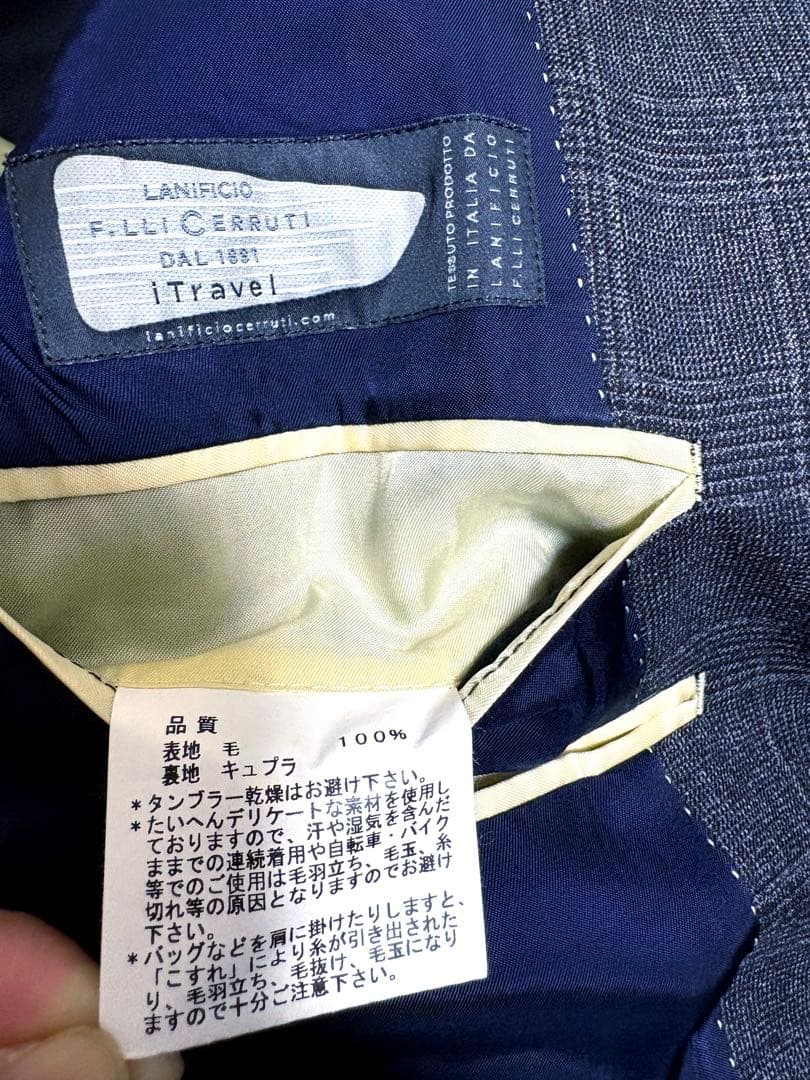 LANIFICIO
F.LLI CERRUTI
DAL 1881
iTravel
lanificiocerruti.com
TESSUTO PRODOTTO
IN ITALIA DA
LANIFICIO
F.LLI CERRUTI
品質
表地 毛 100%
裏地 キュプラ
*タンブラー乾燥はお避け下さい。
*たいへんデリケートな素材を使用し
ておりますので、汗や湿気を含んだ
ままでの連続着用や自転車・バイク
等でのご使用は毛羽立ち、毛玉、糸
切れ等の原因となりますのでお避け
下さい。
*バッグなどを肩に掛けたりしますと、
「こすれ」により糸が引き出された
り、毛羽立ち、毛抜け、毛玉になり
ますので十分ご注意下さい。